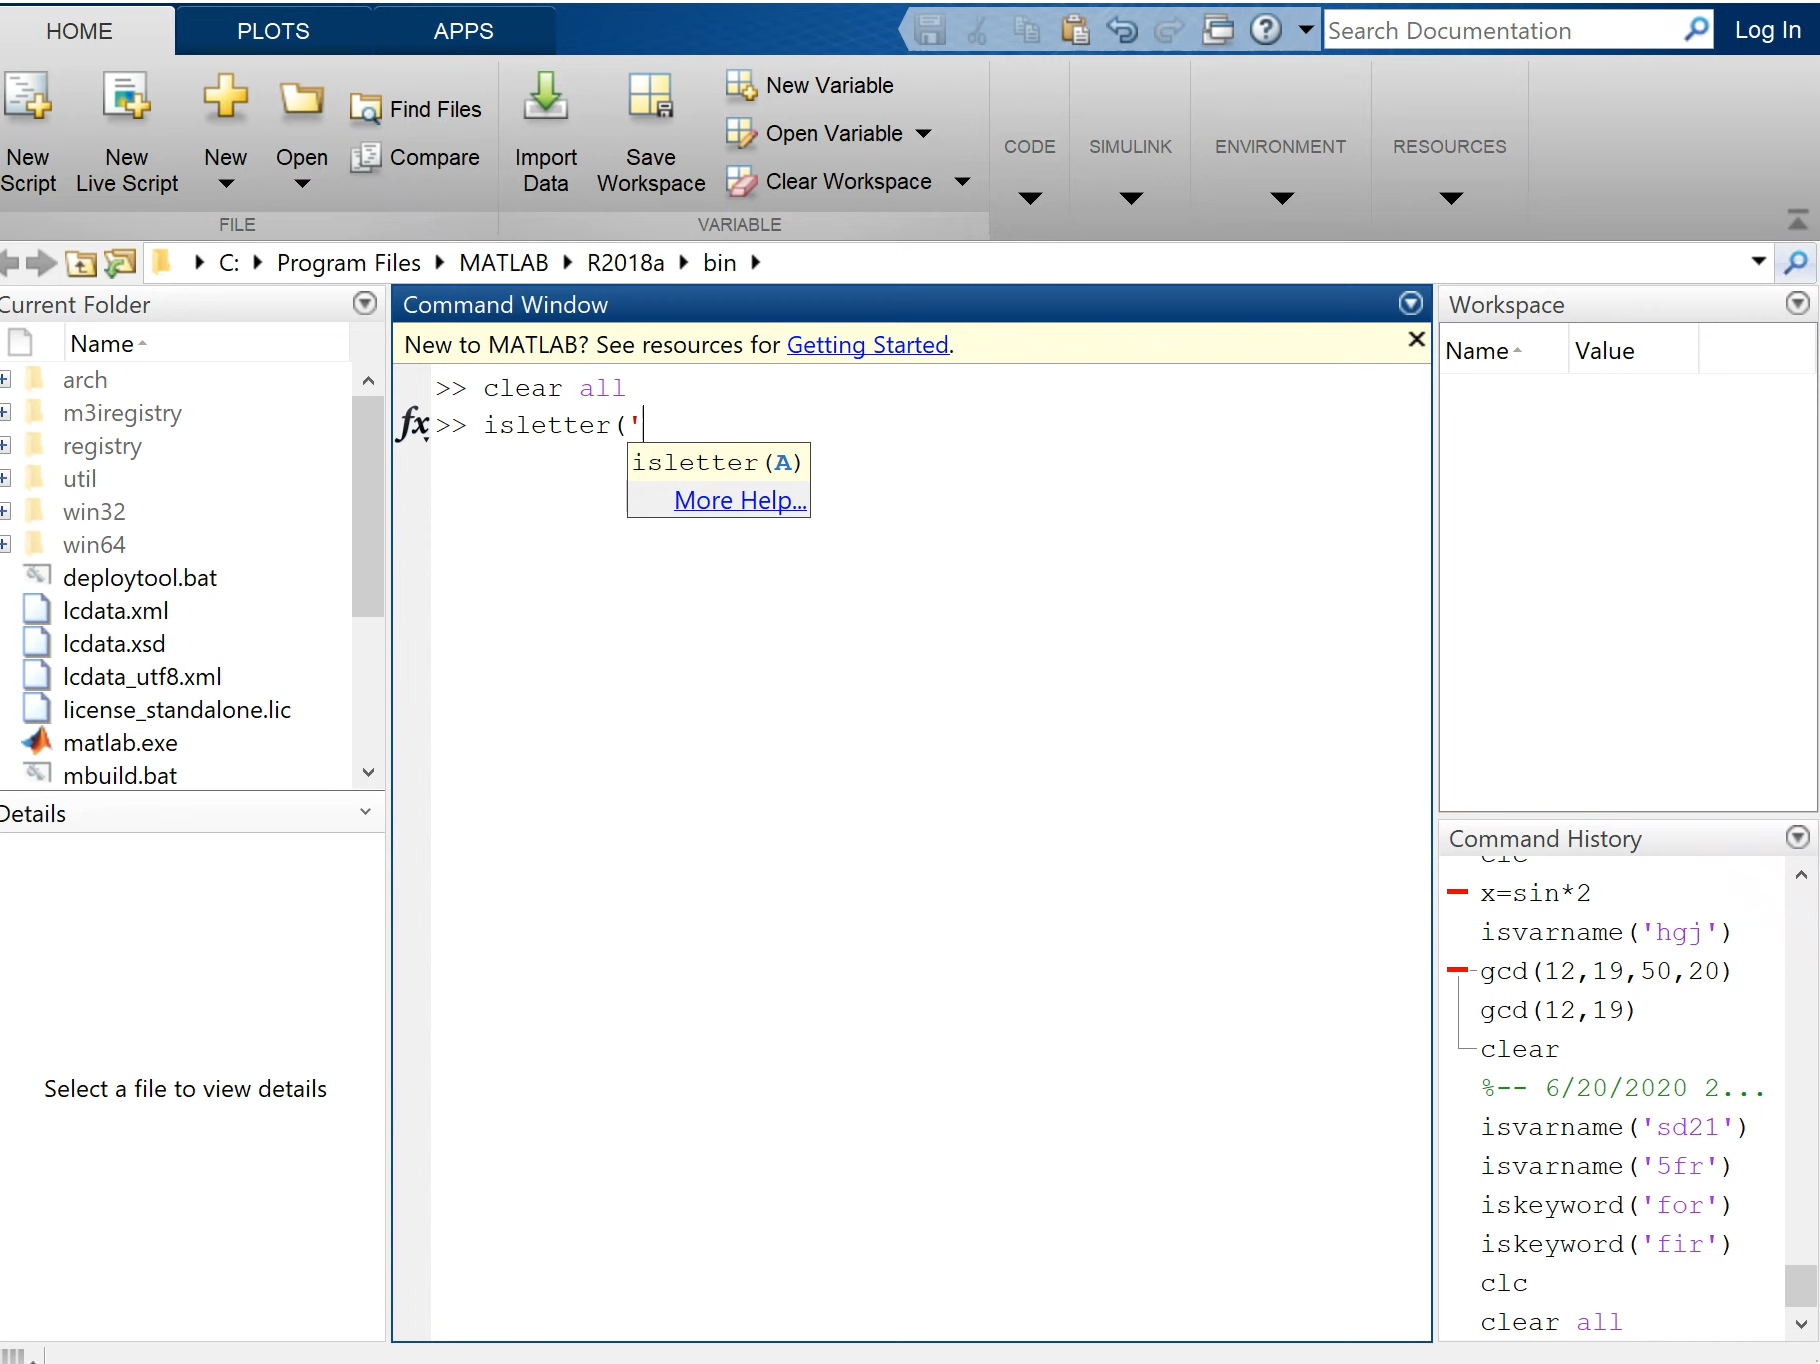 HOME PLOTS APPS
Search Documentation
Log In
New Script
New Live Script
New
Open
Find Files
Compare
Import Data
Save Workspace
New Variable
Open Variable
Clear Workspace
CODE
SIMULINK
ENVIRONMENT
RESOURCES
FILE
VARIABLE
C: Program Files MATLAB R2018a bin
Current Folder
Name
arch
m3iregistry
registry
util
win32
win64
deploytool.bat
lcdata.xml
lcdata.xsd
lcdata_utf8.xml
license_standalone.lic
matlab.exe
mbuild.bat
Details
Select a file to view details
Command Window
New to MATLAB? See resources for Getting Started.
>> clear all
fx >> isletter('
isletter(A)
More Help...
Workspace
Name Value
Command History
clc
x=sin*2
isvarname('hgj')
gcd(12,19,50,20)
gcd(12,19)
clear
%-- 6/20/2020 2...
isvarname('sd21')
isvarname('5fr')
iskeyword('for')
iskeyword('fir')
clc
clear all